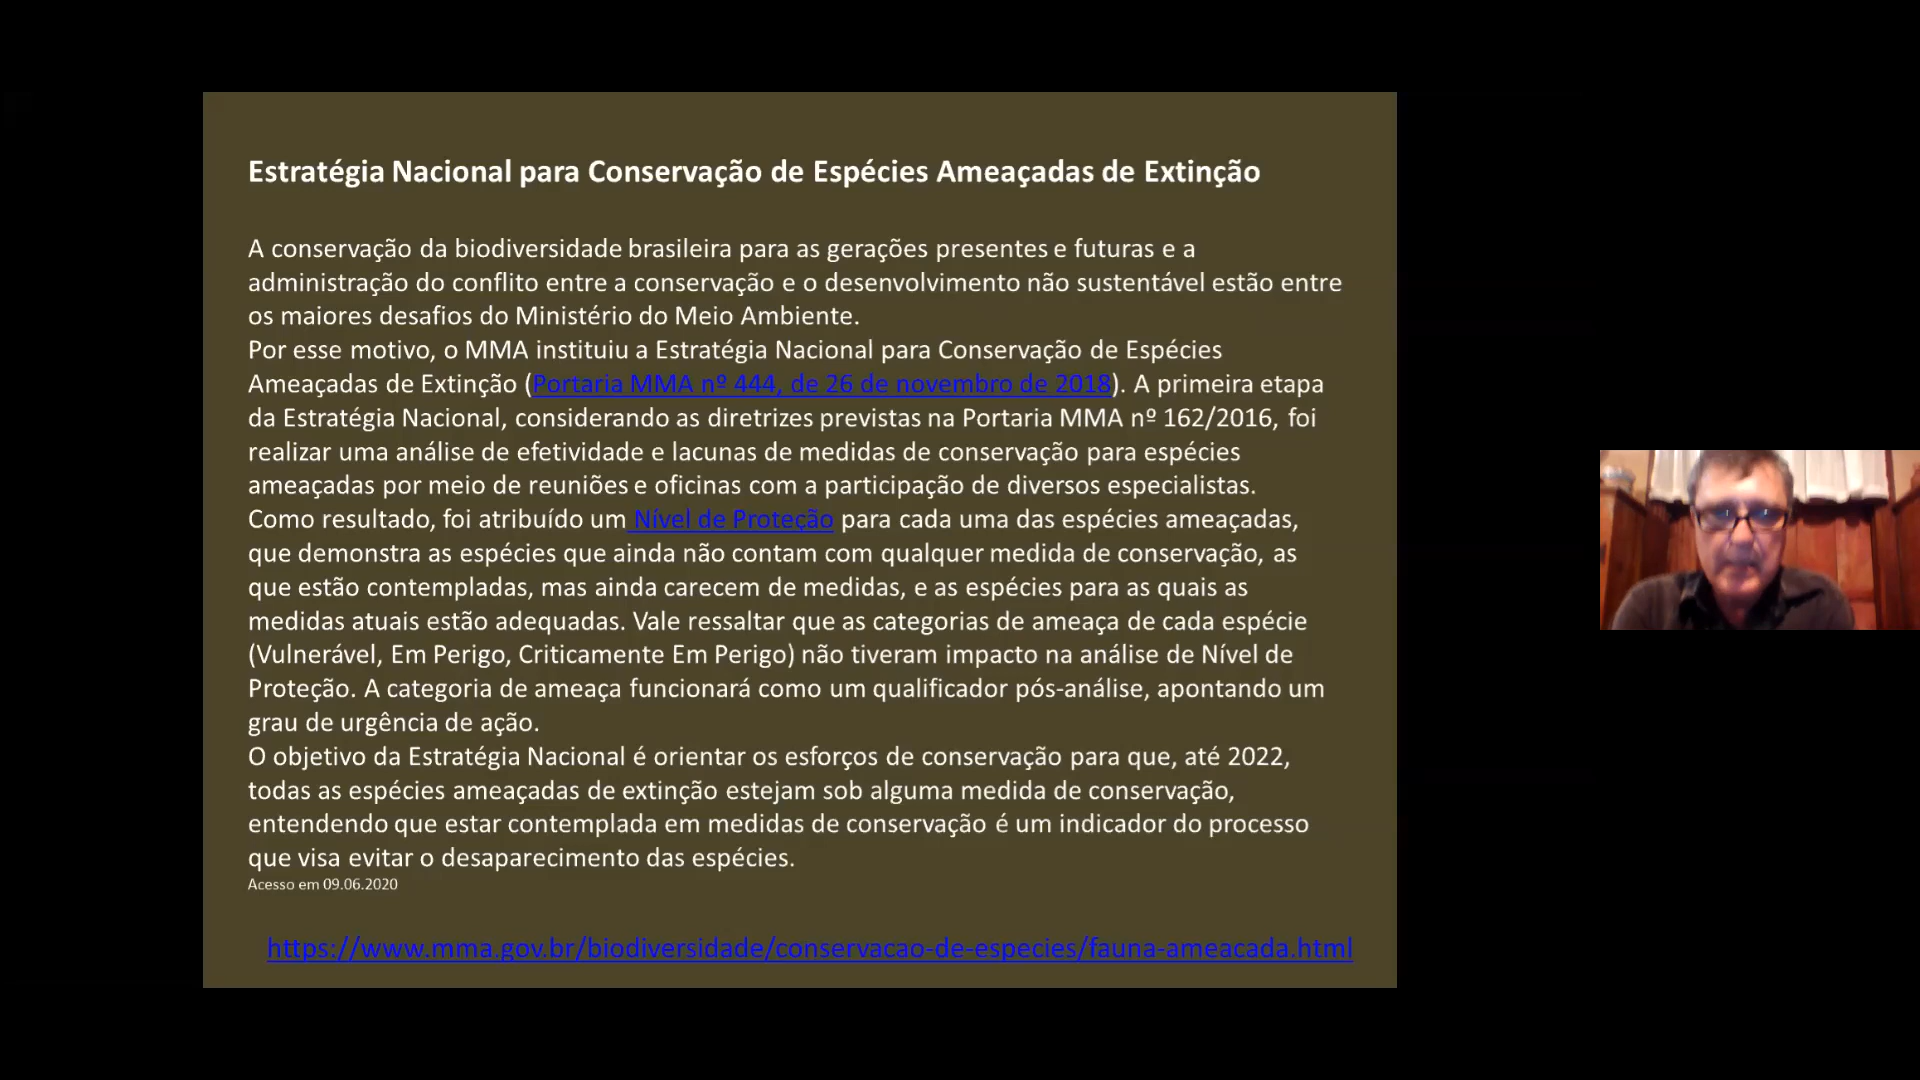 Estratégia Nacional para Conservação de Espécies Ameaçadas de Extinção
A conservação da biodiversidade brasileira para as gerações presentes e futuras e a
administração do conflito entre a conservação e o desenvolvimento não sustentável estão entre
os maiores desafios do Ministério do Meio Ambiente.
Por esse motivo, o MMA instituiu a Estratégia Nacional para Conservação de Espécies
Ameaçadas de Extinção (Portaria MMA nº 444, de 26 de novembro de 2018). A primeira etapa
da Estratégia Nacional, considerando as diretrizes previstas na Portaria MMA nº 162/2016, foi
realizar uma análise de efetividade e lacunas de medidas de conservação para espécies
ameaçadas por meio de reuniões e oficinas com a participação de diversos especialistas.
Como resultado, foi atribuído um Nível de Proteção para cada uma das espécies ameaçadas,
que demonstra as espécies que ainda não contam com qualquer medida de conservação, as
que estão contempladas, mas ainda carecem de medidas, e as espécies para as quais as
medidas atuais estão adequadas. Vale ressaltar que as categorias de ameaça de cada espécie
(Vulnerável, Em Perigo, Criticamente Em Perigo) não tiveram impacto na análise de Nível de
Proteção. A categoria de ameaça funcionará como um qualificador pós-análise, apontando um
grau de urgência de ação.
O objetivo da Estratégia Nacional é orientar os esforços de conservação para que, até 2022,
todas as espécies ameaçadas de extinção estejam sob alguma medida de conservação,
entendendo que estar contemplada em medidas de conservação é um indicador do processo
que visa evitar o desaparecimento das espécies.
Acesso em 09.06.2020
https://www.mma.gov.br/biodiversidade/conservacao-de-especies/fauna-ameacada.html